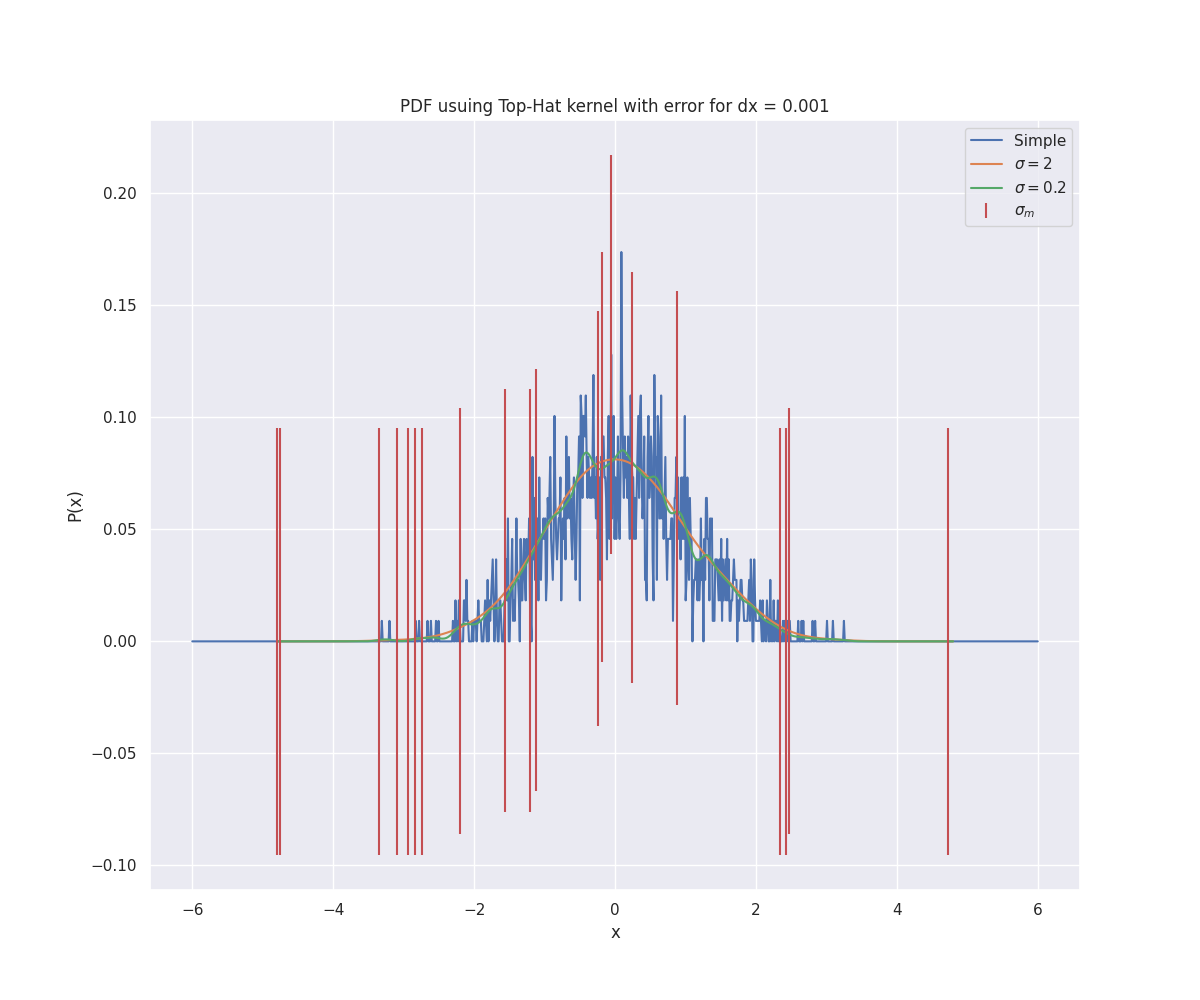 PDF usuing Top-Hat kernel with error for dx = 0.001
Simple
σ = 2
σ = 0.2
σₘ
P(x)
0.20
0.15
0.10
0.05
0.00
−0.05
−0.10
−6
−4
−2
0
2
4
6
x